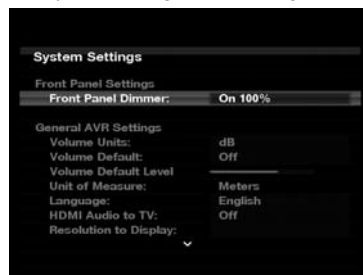 System Settings
Front Panel Settings
Front Panel Dimmer: On 100%
General AVR Settings
Volume Units: dB
Volume Default: Off
Volume Default Level
Unit of Measure: Meters
Language: English
HDMI Audio to TV: Off
Resolution to Display: